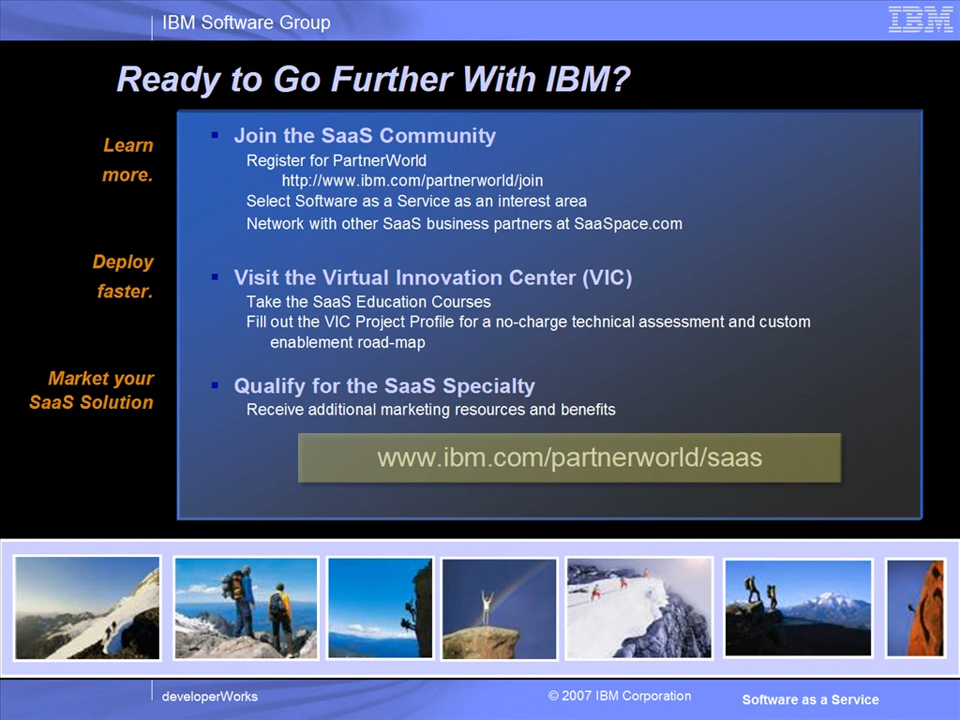 IBM Software Group
IBM
Ready to Go Further With IBM?
Learn
more.
▪ Join the SaaS Community
Register for PartnerWorld
http://www.ibm.com/partnerworld/join
Select Software as a Service as an interest area
Network with other SaaS business partners at SaaSpace.com
Deploy
faster.
▪ Visit the Virtual Innovation Center (VIC)
Take the SaaS Education Courses
Fill out the VIC Project Profile for a no-charge technical assessment and custom
enablement road-map
Market your
SaaS Solution
▪ Qualify for the SaaS Specialty
Receive additional marketing resources and benefits
www.ibm.com/partnerworld/saas
developerWorks
© 2007 IBM Corporation
Software as a Service